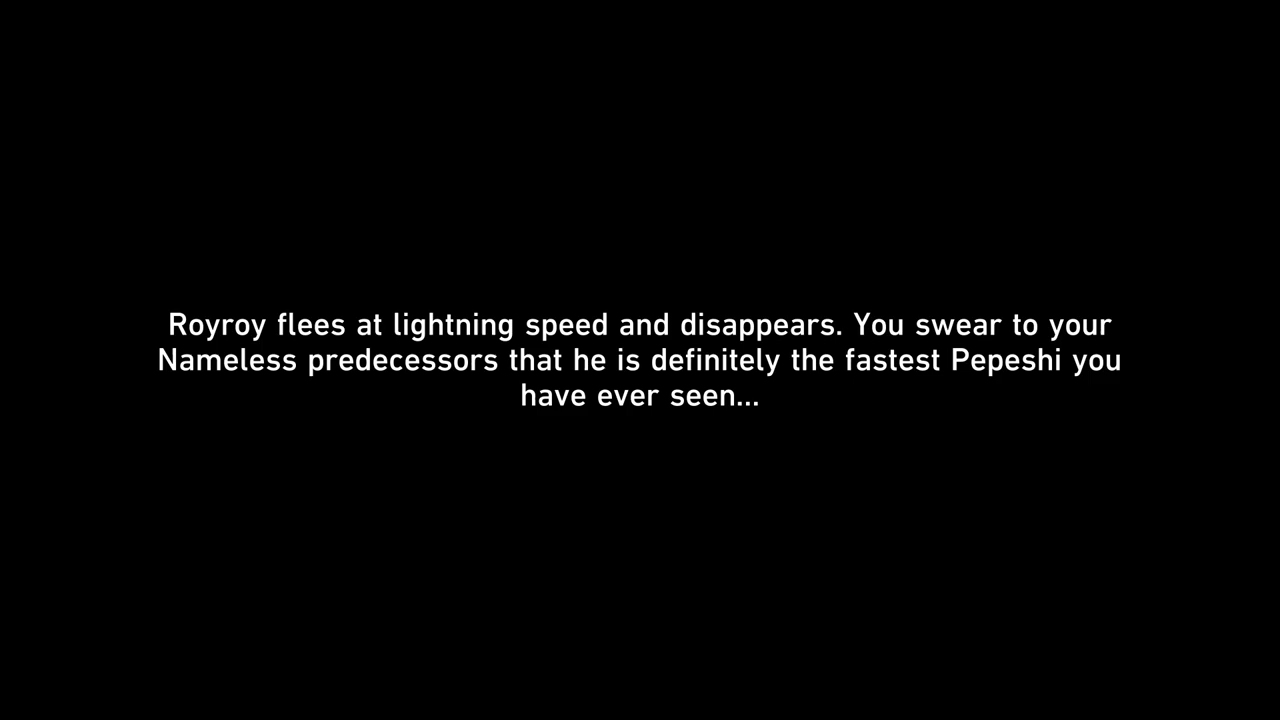 Royroy flees at lightning speed and disappears. You swear to your
Nameless predecessors that he is definitely the fastest Pepeshi you
have ever seen...